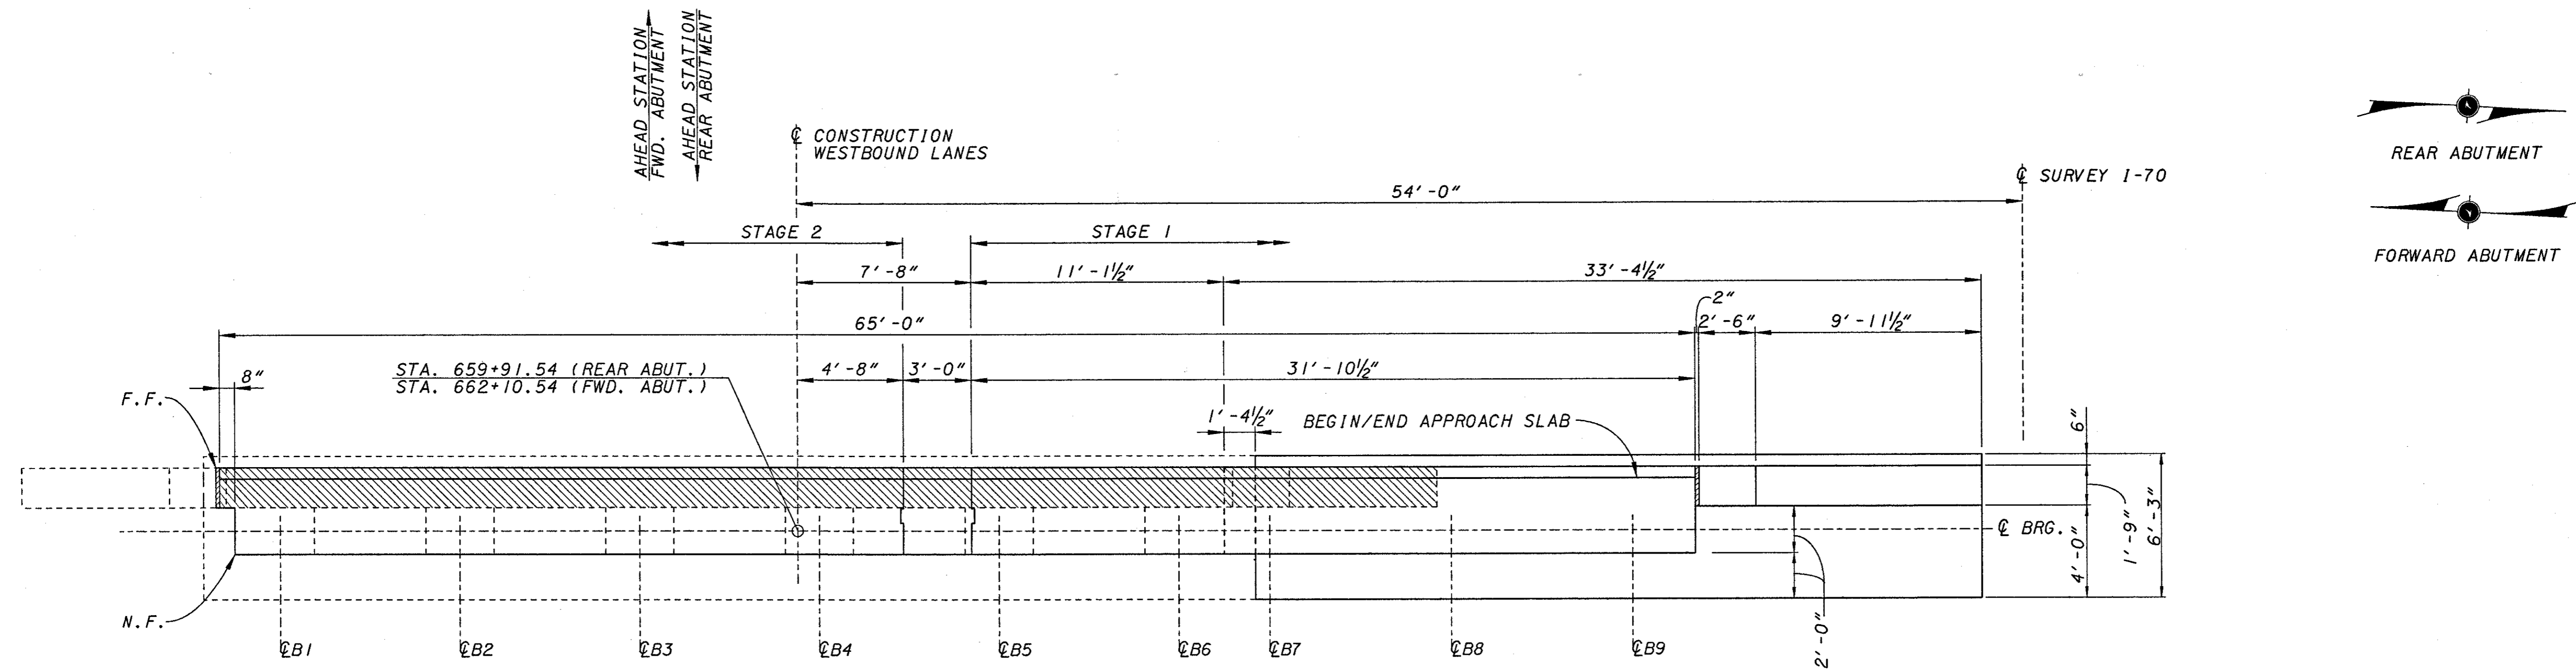 AHEAD STATION
FWD. ABUTMENT
AHEAD STATION
REAR ABUTMENT
℄ CONSTRUCTION
WESTBOUND LANES
REAR ABUTMENT
℄ SURVEY I-70
54'-0"
FORWARD ABUTMENT
STAGE 2
STAGE 1
7'-8"
11'-1½"
33'-4½"
2"
65'-0"
2'-6"
9'-11½"
8"
STA. 659+91.54 (REAR ABUT.)
STA. 662+10.54 (FWD. ABUT.)
4'-8"
3'-0"
31'-10½"
F.F.
1'-4½"
BEGIN/END APPROACH SLAB
6"
℄ BRG.
4'-0"
1'-9"
6'-3"
N.F.
2'-0"
℄B1
℄B2
℄B3
℄B4
℄B5
℄B6
℄B7
℄B8
℄B9